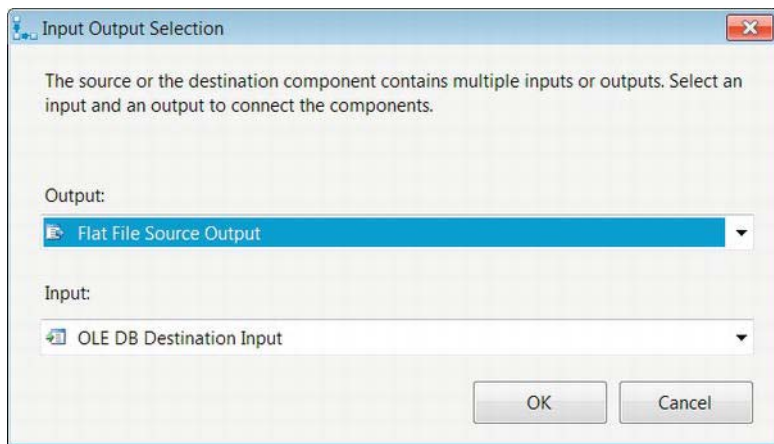 Input Output Selection
The source or the destination component contains multiple inputs or outputs. Select an
input and an output to connect the components.
Output:
Flat File Source Output
Input:
OLE DB Destination Input
OK Cancel